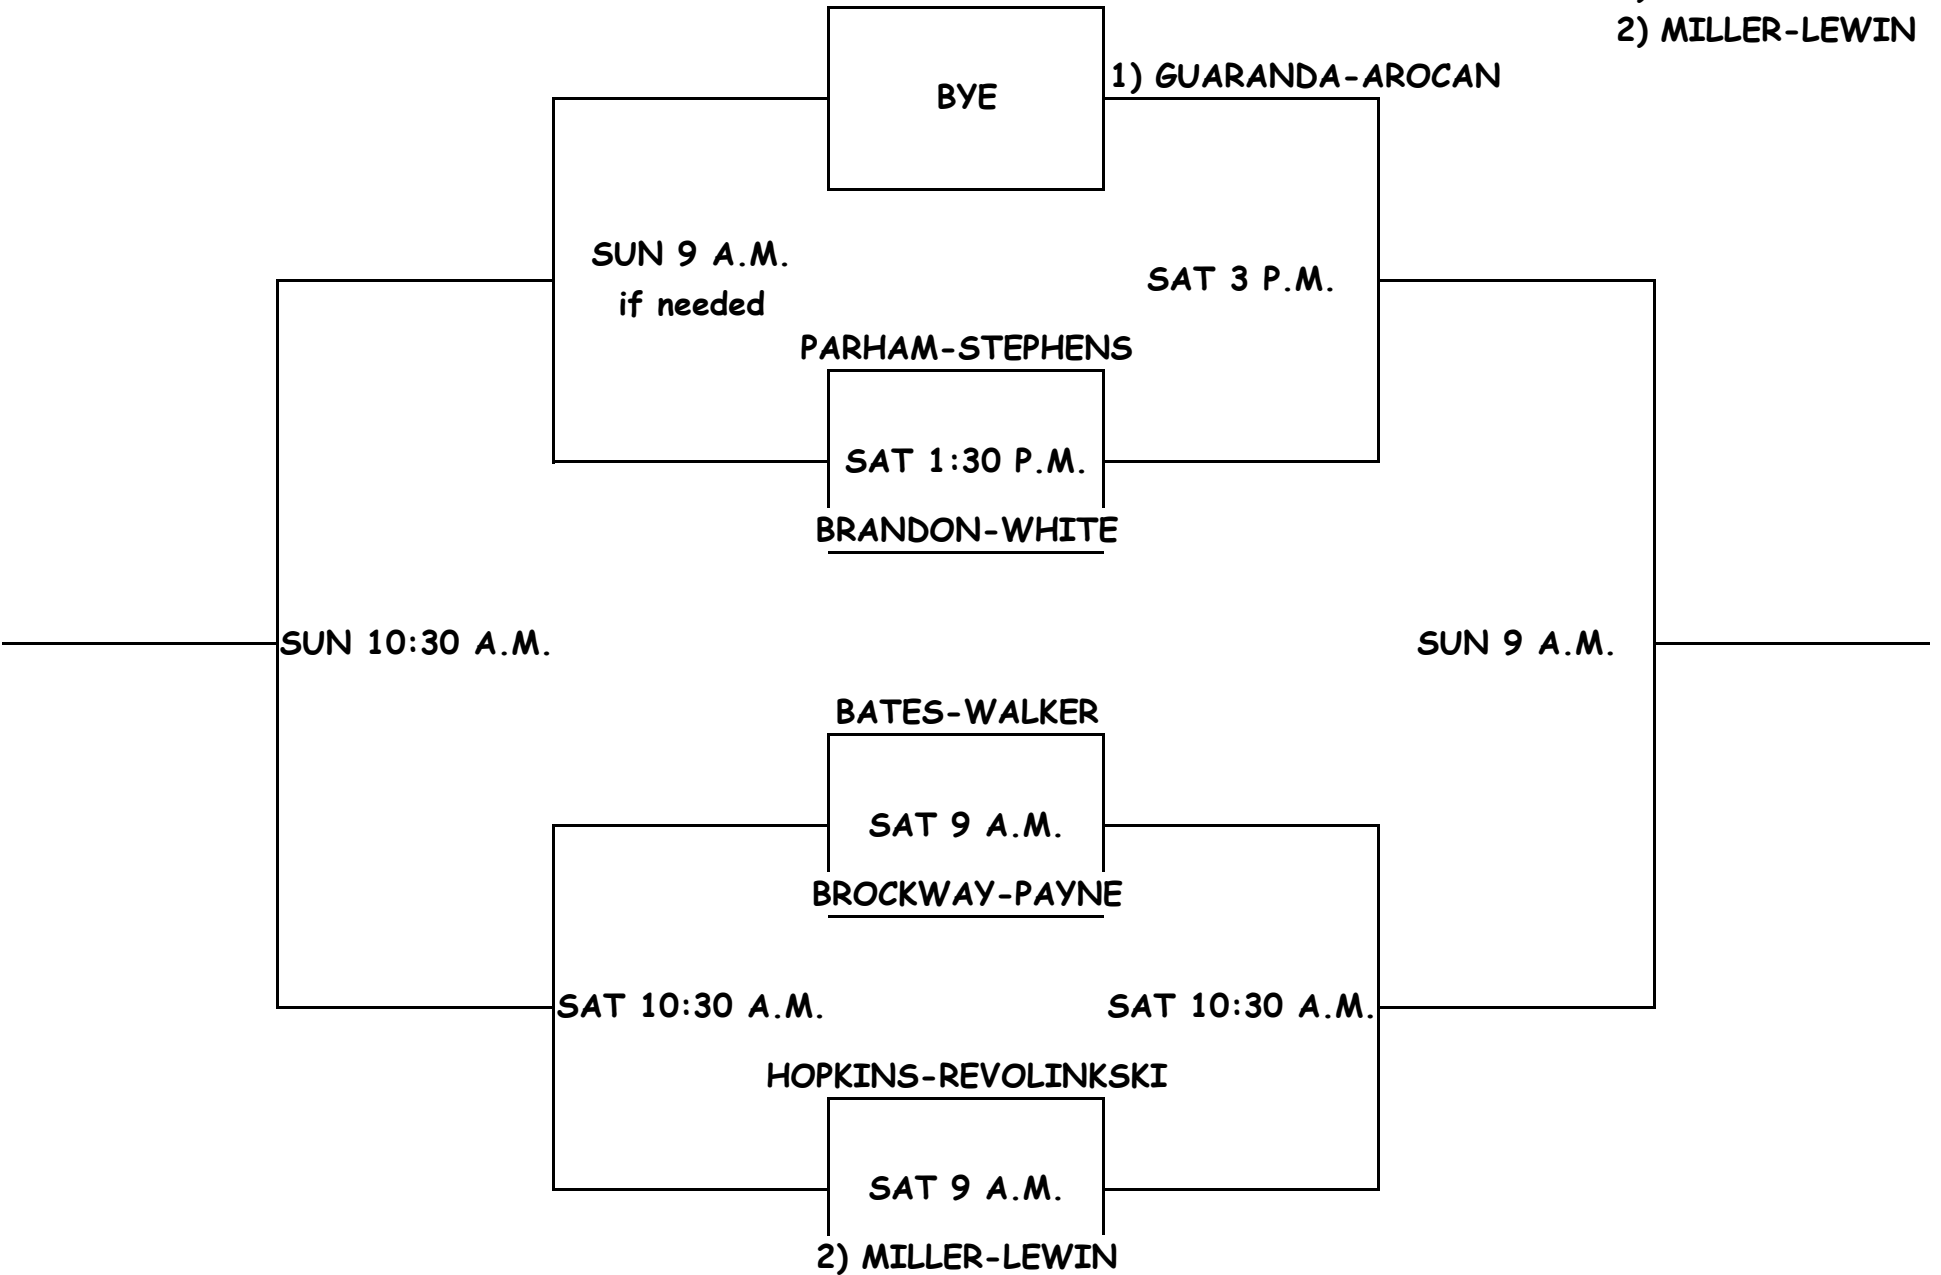 2) MILLER-LEWIN
1) GUARANDA-AROCAN
BYE
SUN 9 A.M.
if needed
SAT 3 P.M.
PARHAM-STEPHENS
SAT 1:30 P.M.
BRANDON-WHITE
SUN 10:30 A.M.
SUN 9 A.M.
BATES-WALKER
SAT 9 A.M.
BROCKWAY-PAYNE
SAT 10:30 A.M.
SAT 10:30 A.M.
HOPKINS-REVOLINKSKI
SAT 9 A.M.
2) MILLER-LEWIN